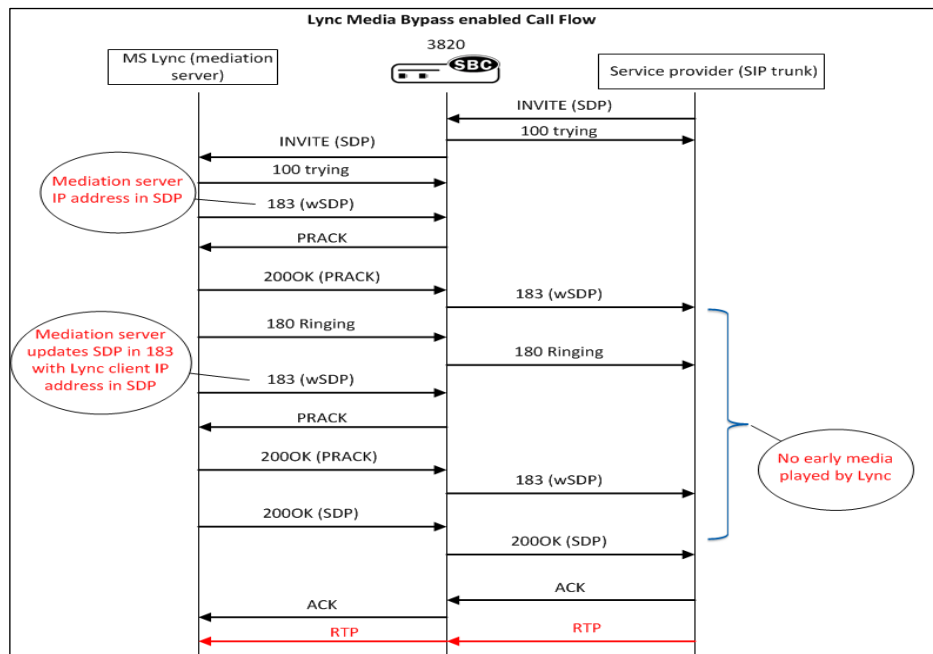 Lync Media Bypass enabled Call Flow
3820
MS Lync (mediation
server)
SBC
Service provider (SIP trunk)
INVITE (SDP)
100 trying
INVITE (SDP)
100 trying
Mediation server
IP address in SDP
183 (wSDP)
PRACK
200OK (PRACK)
183 (wSDP)
180 Ringing
Mediation server
updates SDP in 183
with Lync client IP
address in SDP
180 Ringing
183 (wSDP)
PRACK
No early media
played by Lync
200OK (PRACK)
183 (wSDP)
200OK (SDP)
200OK (SDP)
ACK
ACK
RTP
RTP